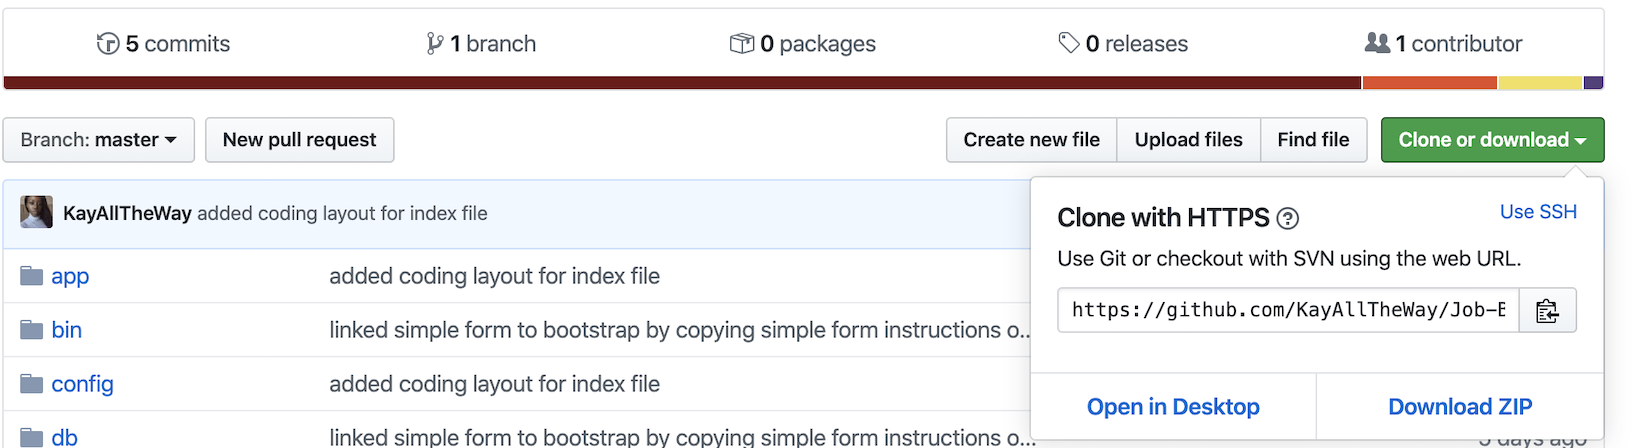 5 commits 1 branch 0 packages 0 releases 1 contributor
Branch: master New pull request Create new file Upload files Find file Clone or download
KayAllTheWay added coding layout for index file
Clone with HTTPS ?
Use SSH
Use Git or checkout with SVN using the web URL.
https://github.com/KayAllTheWay/Job-
Open in Desktop Download ZIP
app added coding layout for index file
bin linked simple form to bootstrap by copying simple form instructions o...
config added coding layout for index file
db linked simple form to bootstrap by copying simple form instructions o...
days ago